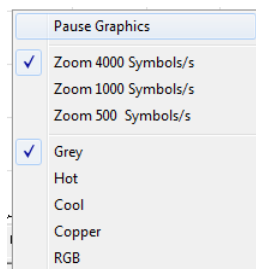 Pause Graphics
Zoom 4000 Symbols/s
Zoom 1000 Symbols/s
Zoom 500 Symbols/s
Grey
Hot
Cool
Copper
RGB